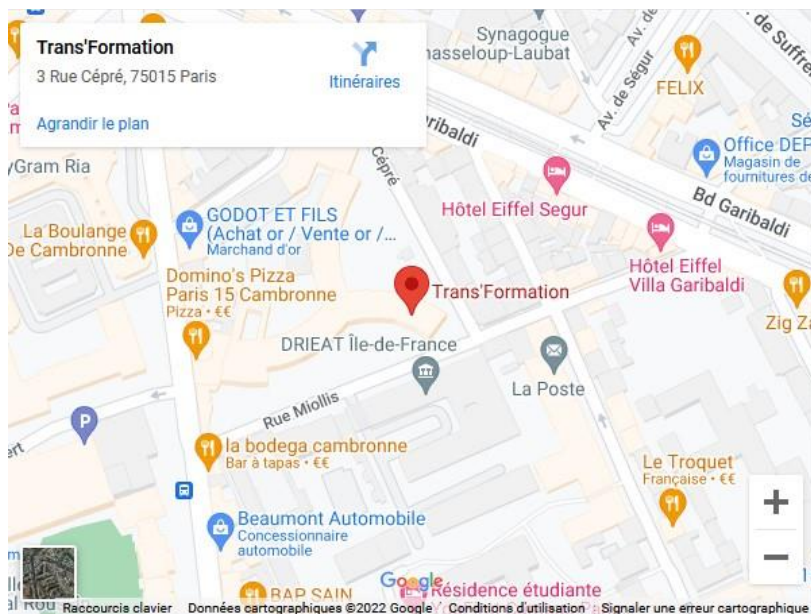 Trans'Formation
3 Rue Cépré, 75015 Paris
Itinéraires
Agrandir le plan
Synagogue
hasseloup-Laubat
Av. de Ségur
Av. de Suffre
FELIX
aribaldi
Cépré
Office DEP
Magasin de
fournitures de
yGram Ria
GODOT ET FILS
(Achat or / Vente or /...
Marchand d'or
Hôtel Eiffel Segur
Bd Garibaldi
La Boulange
De Cambronne
Hôtel Eiffel
Villa Garibaldi
Domino's Pizza
Paris 15 Cambronne
Pizza • €€
Trans'Formation
Zig Za
DRIEAT Île-de-France
La Poste
Rue Miollis
P
ert
la bodega cambronne
Bar à tapas • €€
Le Troquet
Française • €€
Beaumont Automobile
Concessionnaire
automobile
BAP SAIN
Google
Résidence étudiante
Raccourcis clavier
Données cartographiques ©2022 Google
Conditions d'utilisation
Signaler une erreur cartographique